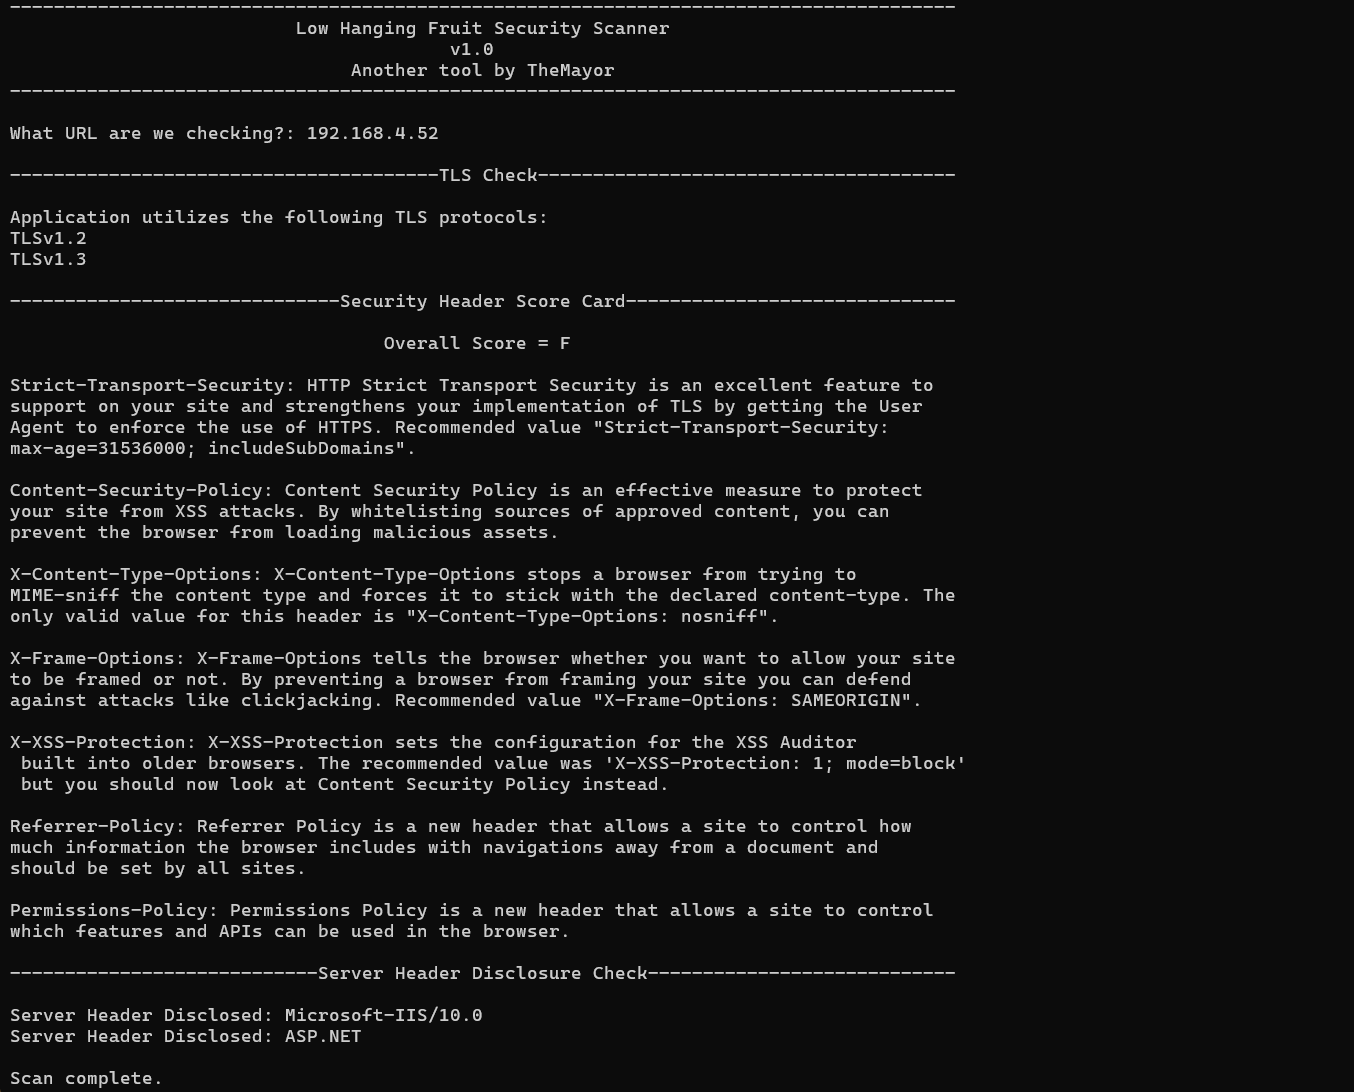 --------------------------------------------------------------------------------------
Low Hanging Fruit Security Scanner
v1.0
Another tool by TheMayor
--------------------------------------------------------------------------------------
What URL are we checking?: 192.168.4.52
---------------------------------------TLS Check--------------------------------------
Application utilizes the following TLS protocols:
TLSv1.2
TLSv1.3
------------------------------Security Header Score Card------------------------------
Overall Score = F
Strict-Transport-Security: HTTP Strict Transport Security is an excellent feature to
support on your site and strengthens your implementation of TLS by getting the User
Agent to enforce the use of HTTPS. Recommended value "Strict-Transport-Security:
max-age=31536000; includeSubDomains".
Content-Security-Policy: Content Security Policy is an effective measure to protect
your site from XSS attacks. By whitelisting sources of approved content, you can
prevent the browser from loading malicious assets.
X-Content-Type-Options: X-Content-Type-Options stops a browser from trying to
MIME-sniff the content type and forces it to stick with the declared content-type. The
only valid value for this header is "X-Content-Type-Options: nosniff".
X-Frame-Options: X-Frame-Options tells the browser whether you want to allow your site
to be framed or not. By preventing a browser from framing your site you can defend
against attacks like clickjacking. Recommended value "X-Frame-Options: SAMEORIGIN".
X-XSS-Protection: X-XSS-Protection sets the configuration for the XSS Auditor
built into older browsers. The recommended value was 'X-XSS-Protection: 1; mode=block'
but you should now look at Content Security Policy instead.
Referrer-Policy: Referrer Policy is a new header that allows a site to control how
much information the browser includes with navigations away from a document and
should be set by all sites.
Permissions-Policy: Permissions Policy is a new header that allows a site to control
which features and APIs can be used in the browser.
----------------------------Server Header Disclosure Check----------------------------
Server Header Disclosed: Microsoft-IIS/10.0
Server Header Disclosed: ASP.NET
Scan complete.